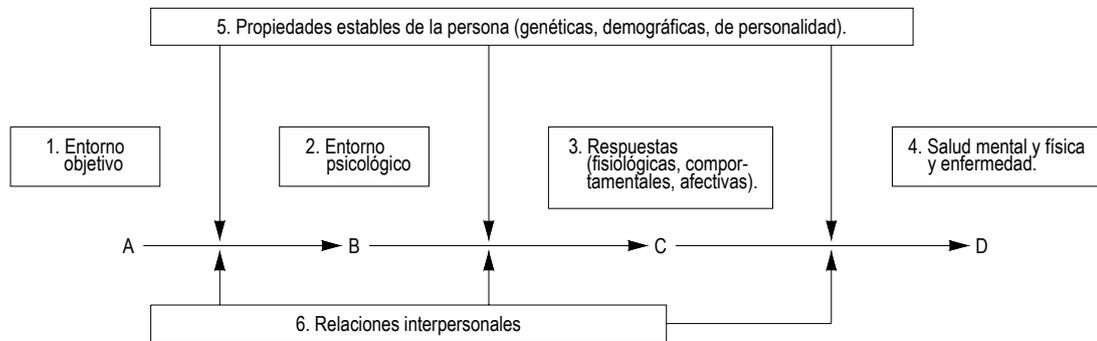 5. Propiedades estables de la persona (genéticas, demográficas, de personalidad).
1. Entorno
objetivo
2. Entorno
psicológico
3. Respuestas
(fisiológicas, compor-
tamentales, afectivas).
4. Salud mental y física
y enfermedad.
A
B
C
D
6. Relaciones interpersonales